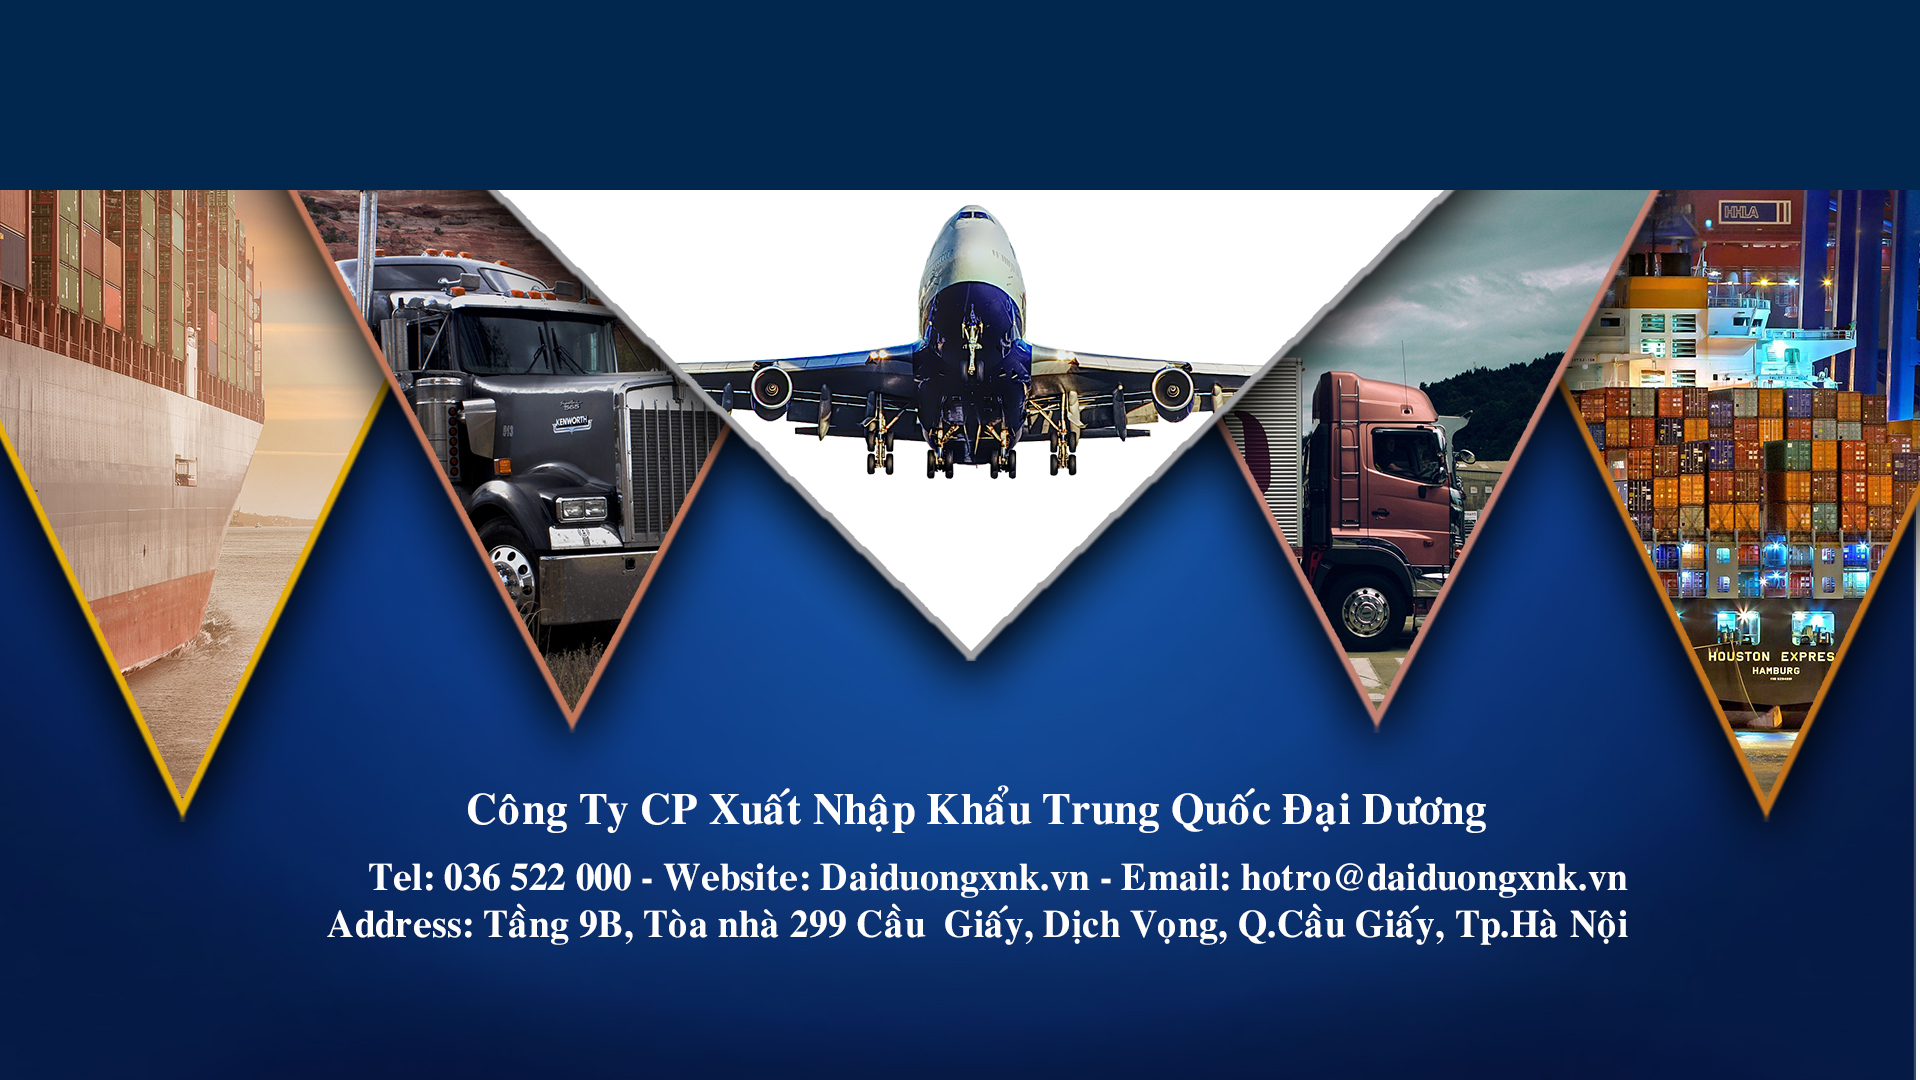 HHLA
KENWORTH
HOUSTON EXPRES
HAMBURG
Công Ty CP Xuất Nhập Khẩu Trung Quốc Đại Dương
Tel: 036 522 000 - Website: Daiduongxnk.vn - Email: hotro@daiduongxnk.vn
Address: Tầng 9B, Tòa nhà 299 Cầu Giấy, Dịch Vọng, Q.Cầu Giấy, Tp.Hà Nội